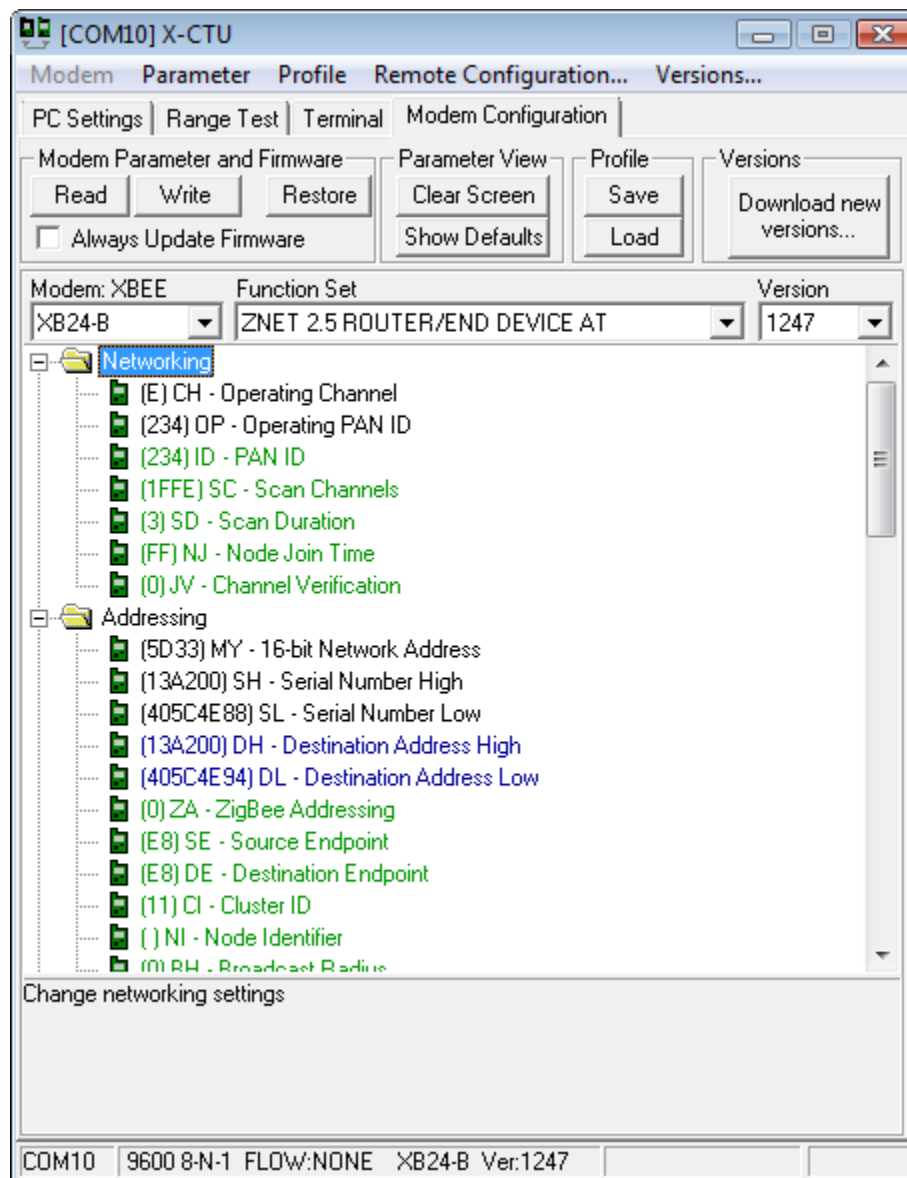 [COM10] X-CTU
Modem Parameter Profile Remote Configuration... Versions...
PC Settings Range Test Terminal Modem Configuration
Modem Parameter and Firmware Parameter View Profile Versions
Read Write Restore Clear Screen Save Download new versions...
Always Update Firmware Show Defaults Load
Modem: XBEE Function Set Version
XB24-B ZNET 2.5 ROUTER/END DEVICE AT 1247
Networking
(E) CH - Operating Channel
(234) OP - Operating PAN ID
(234) ID - PAN ID
(1FFE) SC - Scan Channels
(3) SD - Scan Duration
(FF) NJ - Node Join Time
(0) JV - Channel Verification
Addressing
(5D33) MY - 16-bit Network Address
(13A200) SH - Serial Number High
(405C4E88) SL - Serial Number Low
(13A200) DH - Destination Address High
(405C4E94) DL - Destination Address Low
(0) ZA - ZigBee Addressing
(E8) SE - Source Endpoint
(E8) DE - Destination Endpoint
(11) CI - Cluster ID
( ) NI - Node Identifier
(0) BH - Broadcast Radius
Change networking settings
COM10 9600 8-N-1 FLOW:NONE XB24-B Ver:1247